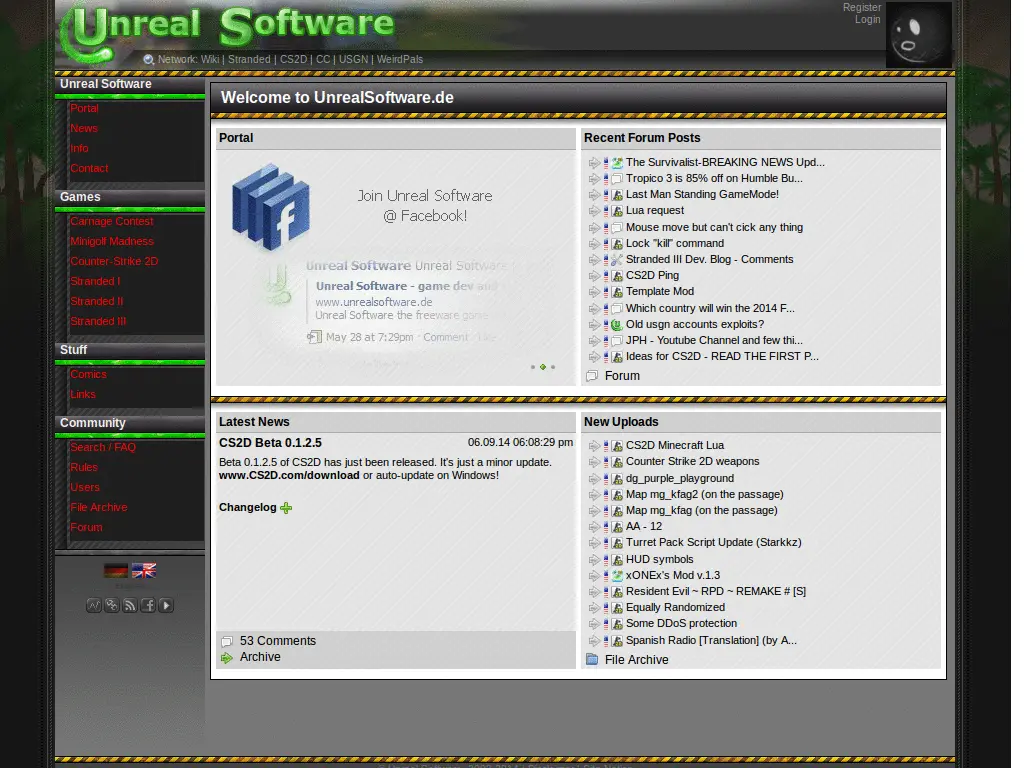 Unreal Software
Register
Login
Network: Wiki | Stranded | CS2D | CC | USGN | WeirdPals
Unreal Software
Portal
News
Info
Contact
Games
Carnage Contest
Minigolf Madness
Counter-Strike 2D
Stranded I
Stranded II
Stranded III
Stuff
Comics
Links
Community
Search / FAQ
Rules
Users
File Archive
Forum
Welcome to UnrealSoftware.de
Portal
Join Unreal Software
@ Facebook!
Unreal Software Unreal Software
Unreal Software - game dev and
www.unrealsoftware.de
Unreal Software the freeware game
May 28 at 7:29pm · Comment · Like
Recent Forum Posts
The Survivalist-BREAKING NEWS Upd...
Tropico 3 is 85% off on Humble Bu...
Last Man Standing GameMode!
Lua request
Mouse move but can't cick any thing
Lock "kill" command
Stranded III Dev. Blog - Comments
CS2D Ping
Template Mod
Which country will win the 2014 F...
Old usgn accounts exploits?
JPH - Youtube Channel and few thi...
Ideas for CS2D - READ THE FIRST P...
Forum
Latest News
CS2D Beta 0.1.2.5
06.09.14 06:08:29 pm
Beta 0.1.2.5 of CS2D has just been released. It's just a minor update.
www.CS2D.com/download or auto-update on Windows!
Changelog
53 Comments
Archive
New Uploads
CS2D Minecraft Lua
Counter Strike 2D weapons
dg_purple_playground
Map mg_kfag2 (on the passage)
Map mg_kfag (on the passage)
AA - 12
Turret Pack Script Update (Starkkz)
HUD symbols
xONEx's Mod v.1.3
Resident Evil ~ RPD ~ REMAKE # [S]
Equally Randomized
Some DDoS protection
Spanish Radio [Translation] (by A...
File Archive